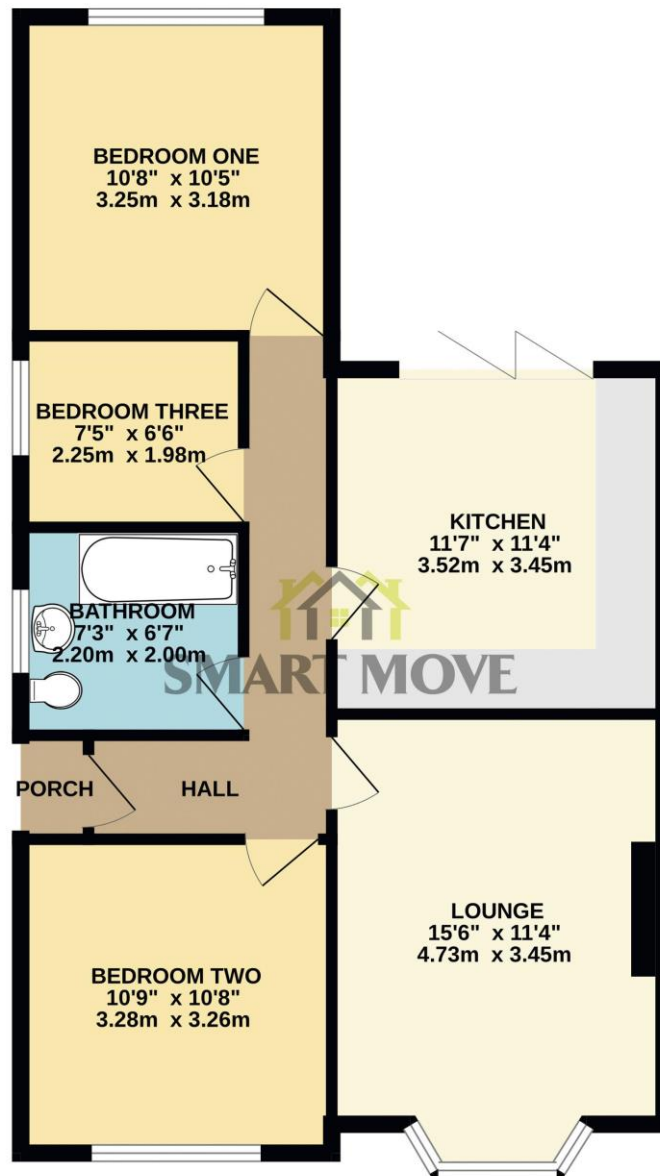 BEDROOM ONE
10'8" x 10'5"
3.25m x 3.18m
BEDROOM THREE
7'5" x 6'6"
2.25m x 1.98m
KITCHEN
11'7" x 11'4"
3.52m x 3.45m
BATHROOM
7'3" x 6'7"
2.20m x 2.00m
SMART MOVE
PORCH
HALL
LOUNGE
15'6" x 11'4"
4.73m x 3.45m
BEDROOM TWO
10'9" x 10'8"
3.28m x 3.26m